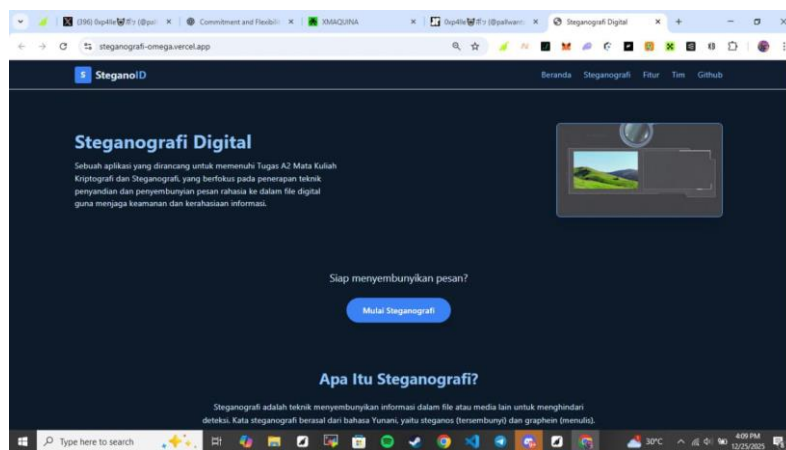 Commitment and Flexibili
XMAQUINA
Steganografi Digital
steganografi-omega.vercel.app
S SteganoID
Beranda Steganografi Fitur Tim Github
Steganografi Digital
Sebuah aplikasi yang dirancang untuk memenuhi Tugas A2 Mata Kuliah
Kriptografi dan Steganografi, yang berfokus pada penerapan teknik
penyandian dan penyembunyian pesan rahasia ke dalam file digital
guna menjaga keamanan dan kerahasiaan informasi.
Siap menyembunyikan pesan?
Mulai Steganografi
Apa Itu Steganografi?
Steganografi adalah teknik menyembunyikan informasi dalam file atau media lain untuk menghindari
deteksi. Kata steganografi berasal dari bahasa Yunani, yaitu steganos (tersembunyi) dan graphein (menulis).
Type here to search
30°C
4:09 PM
12/25/2025